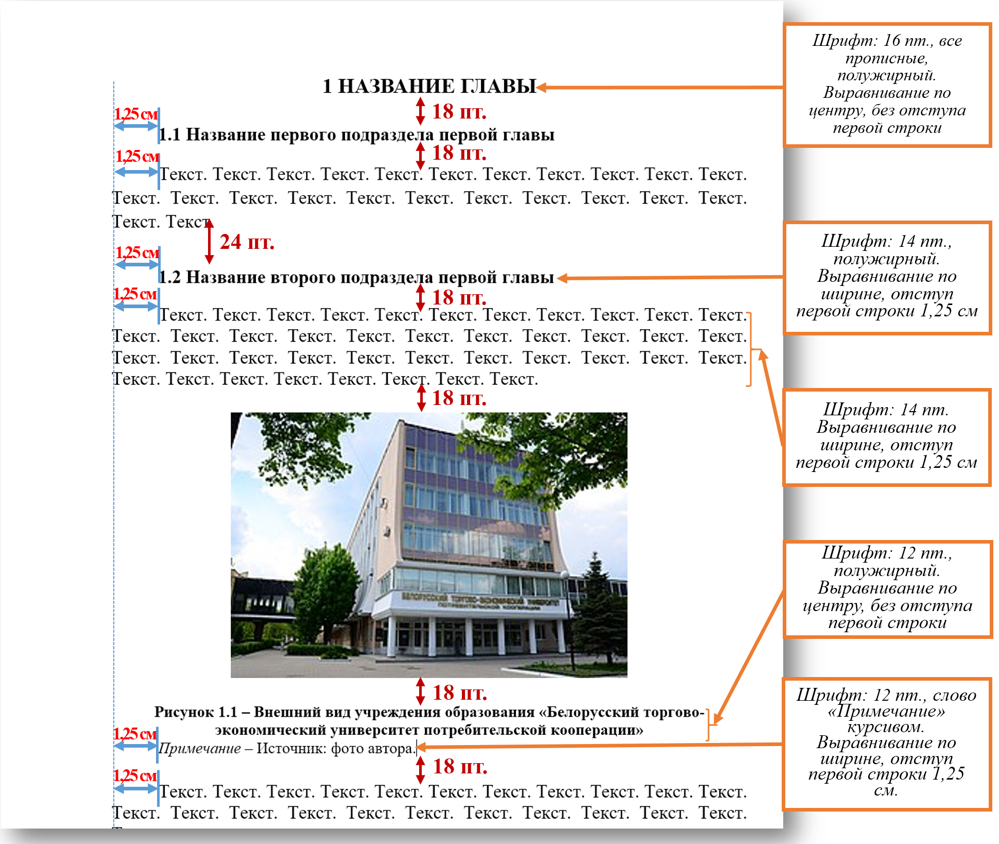 1 НАЗВАНИЕ ГЛАВЫ
18 пт.
1,25 см
1.1 Название первого подраздела первой главы
18 пт.
1,25 см
Текст. Текст. Текст. Текст. Текст. Текст. Текст. Текст. Текст. Текст. Текст.
Текст. Текст. Текст. Текст. Текст. Текст. Текст. Текст. Текст. Текст. Текст.
Текст. Текст
24 пт.
1,25 см
1.2 Название второго подраздела первой главы
18 пт.
1,25 см
Текст. Текст. Текст. Текст. Текст. Текст. Текст. Текст. Текст. Текст. Текст.
Текст. Текст. Текст. Текст. Текст. Текст. Текст. Текст. Текст. Текст. Текст.
Текст. Текст. Текст. Текст. Текст. Текст. Текст. Текст. Текст. Текст. Текст.
Текст. Текст. Текст. Текст. Текст. Текст. Текст. Текст.
18 пт.
БЕЛОРУССКИЙ ТОРГОВО-ЭКОНОМИЧЕСКИЙ УНИВЕРСИТЕТ
ПОТРЕБИТЕЛЬСКОЙ КООПЕРАЦИИ
18 пт.
Рисунок 1.1 – Внешний вид учреждения образования «Белорусский торгово-
экономический университет потребительской кооперации»
1,25 см
Примечание – Источник: фото автора.
18 пт.
1,25 см
Текст. Текст. Текст. Текст. Текст. Текст. Текст. Текст. Текст. Текст. Текст.
Текст. Текст. Текст. Текст. Текст. Текст. Текст. Текст. Текст. Текст. Текст.
Шрифт: 16 пт., все
прописные,
полужирный.
Выравнивание по
центру, без отступа
первой строки
Шрифт: 14 пт.,
полужирный.
Выравнивание по
ширине, отступ
первой строки 1,25 см
Шрифт: 14 пт.
Выравнивание по
ширине, отступ
первой строки 1,25 см
Шрифт: 12 пт.,
полужирный.
Выравнивание по
центру, без отступа
первой строки
Шрифт: 12 пт., слово
«Примечание»
курсивом.
Выравнивание по
ширине, отступ
первой строки 1,25
см.